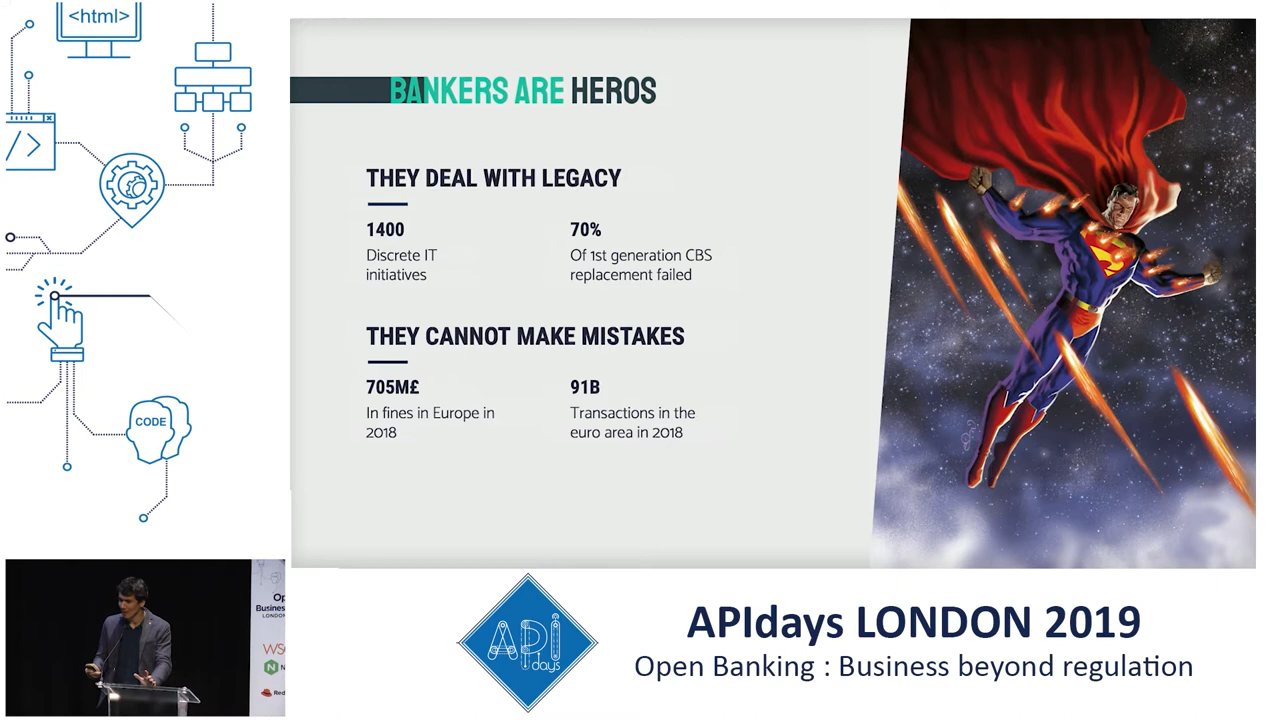 <html>
</>
CODE
BANKERS ARE HEROS
THEY DEAL WITH LEGACY
1400
Discrete IT
initiatives
70%
Of 1st generation CBS
replacement failed
THEY CANNOT MAKE MISTAKES
705M£
In fines in Europe in
2018
91B
Transactions in the
euro area in 2018
Business
LONDON
API
days
APIdays LONDON 2019
Open Banking : Business beyond regulation